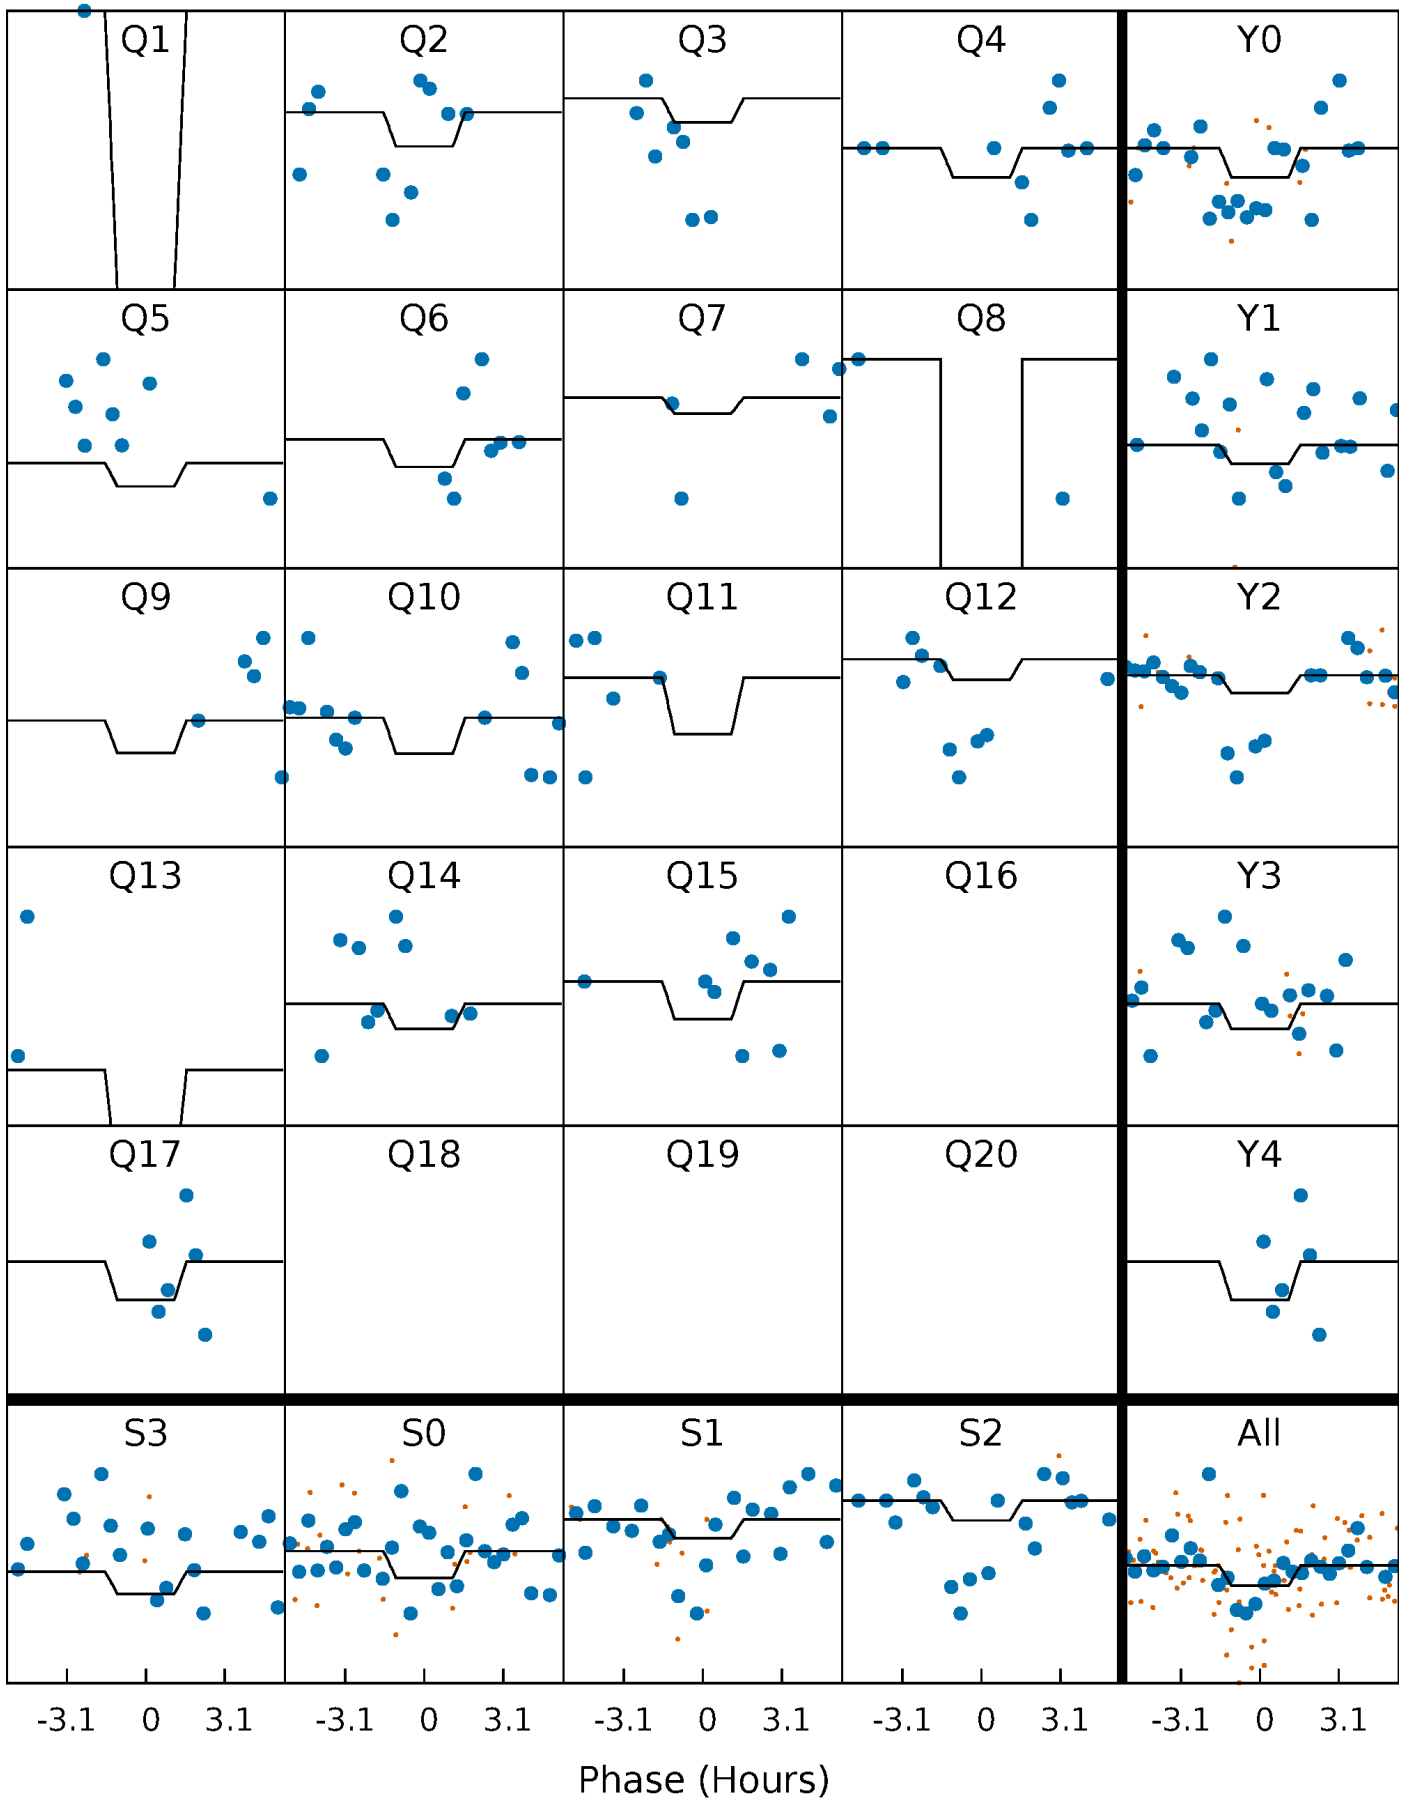 Q1 Q2 Q3 Q4 Y0
Q5 Q6 Q7 Q8 Y1
Q9 Q10 Q11 Q12 Y2
Q13 Q14 Q15 Q16 Y3
Q17 Q18 Q19 Q20 Y4
S3 S0 S1 S2 All
-3.1 0 3.1 -3.1 0 3.1 -3.1 0 3.1 -3.1 0 3.1 -3.1 0 3.1
Phase (Hours)